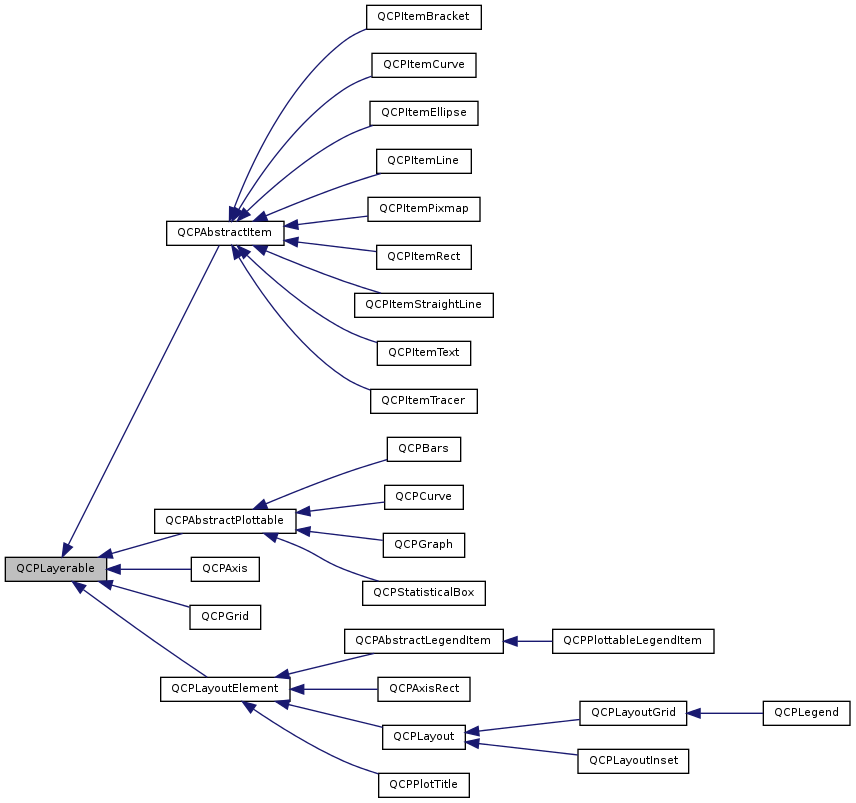 QCPItemBracket
QCPItemCurve
QCPItemEllipse
QCPItemLine
QCPItemPixmap
QCPAbstractItem
QCPItemRect
QCPItemStraightLine
QCPItemText
QCPItemTracer
QCPBars
QCPCurve
QCPAbstractPlottable
QCPGraph
QCPLayerable
QCPAxis
QCPStatisticalBox
QCPGrid
QCPAbstractLegendItem
QCPPlottableLegendItem
QCPLayoutElement
QCPAxisRect
QCPLayoutGrid
QCPLegend
QCPLayout
QCPLayoutInset
QCPPlotTitle